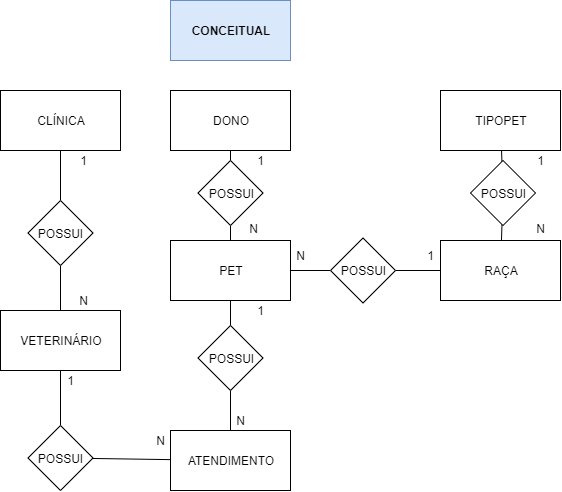 CONCEITUAL
CLÍNICA
DONO
TIPOPET
1
1
1
POSSUI
POSSUI
POSSUI
N
N
N
1
PET
POSSUI
RAÇA
N
1
VETERINÁRIO
POSSUI
1
N
N
POSSUI
ATENDIMENTO